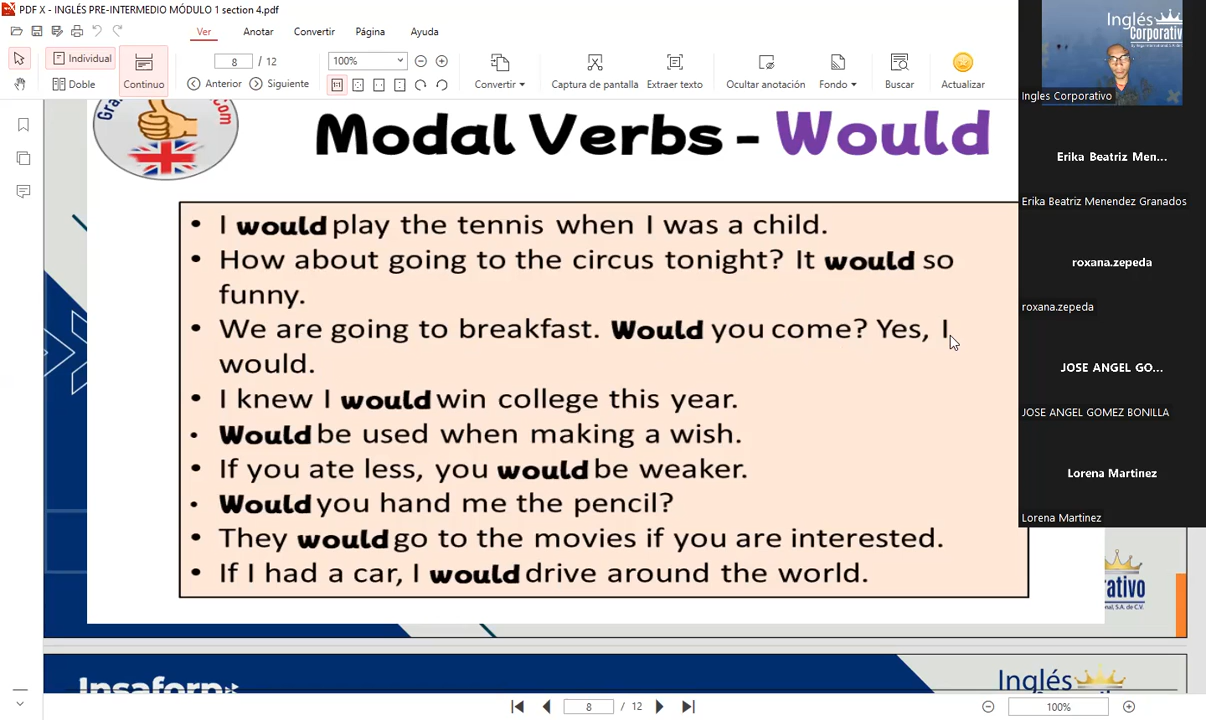 PDF X - INGLÉS PRE-INTERMEDIO MÓDULO 1 section 4.pdf
Ver Anotar Convertir Página Ayuda
Individual
Doble
Continuo
8 / 12
Anterior Siguiente
100%
Convertir
Captura de pantalla
Extraer texto
Ocultar anotación
Fondo
Buscar
Actualizar
Inglés
Corporativ
Ingles Corporativo
Erika Beatriz Men...
Erika Beatriz Menendez Granados
roxana.zepeda
roxana.zepeda
JOSE ANGEL GO...
JOSE ANGEL GOMEZ BONILLA
Lorena Martinez
Lorena Martinez
Gra
com
Modal Verbs - Would
• I would play the tennis when I was a child.
• How about going to the circus tonight? It would so
funny.
• We are going to breakfast. Would you come? Yes, I
would.
• I knew I would win college this year.
• Would be used when making a wish.
• If you ate less, you would be weaker.
• Would you hand me the pencil?
• They would go to the movies if you are interested.
• If I had a car, I would drive around the world.
rativo
nal, S.A. de C.V.
Insaforp
Inglés
8 / 12
100%